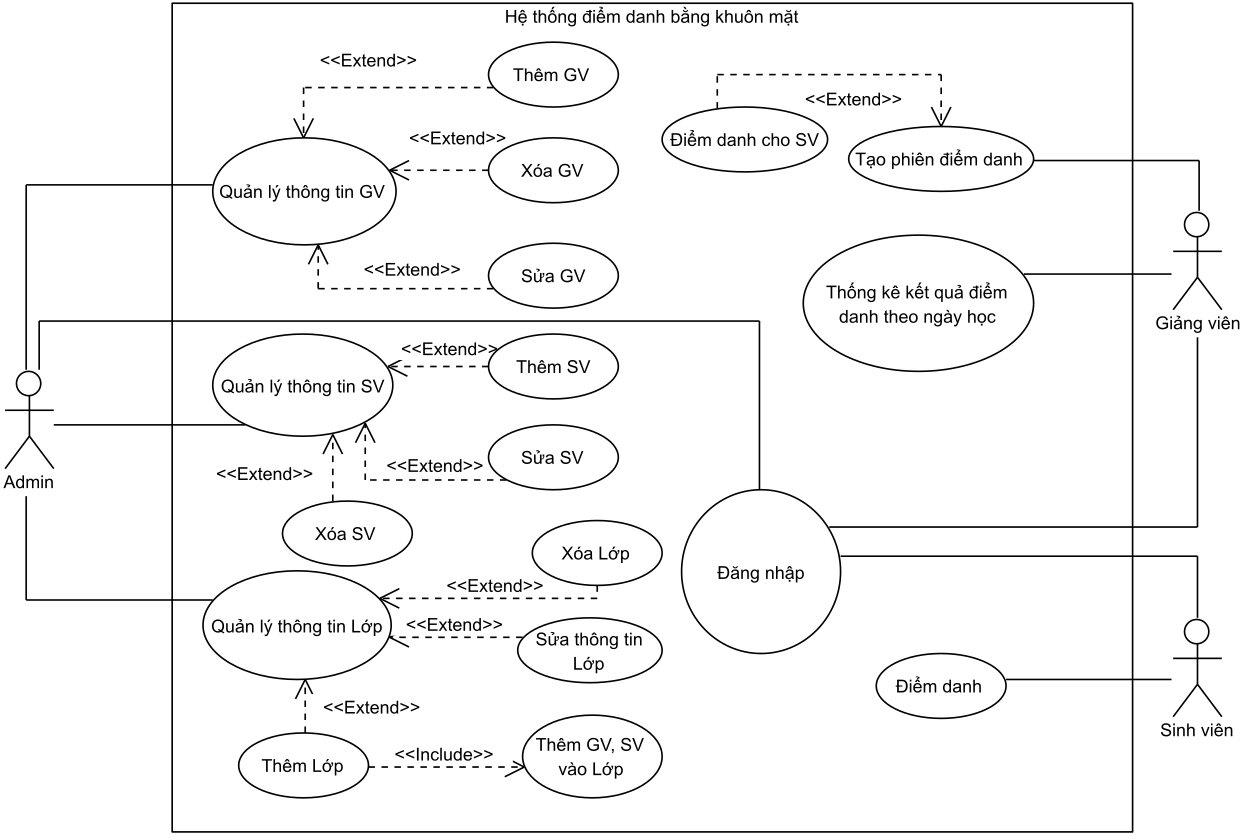 Hệ thống điểm danh bằng khuôn mặt
<<Extend>>
Thêm GV
<<Extend>>
Điểm danh cho SV
Tạo phiên điểm danh
<<Extend>>
Xóa GV
Quản lý thông tin GV
<<Extend>>
Sửa GV
Thống kê kết quả điểm
danh theo ngày học
Giảng viên
<<Extend>>
Thêm SV
Quản lý thông tin SV
<<Extend>>
Sửa SV
<<Extend>>
Admin
Xóa SV
Xóa Lớp
Đăng nhập
<<Extend>>
Quản lý thông tin Lớp
<<Extend>>
Sửa thông tin
Lớp
Điểm danh
<<Extend>>
Sinh viên
Thêm Lớp
<<Include>>
Thêm GV, SV
vào Lớp